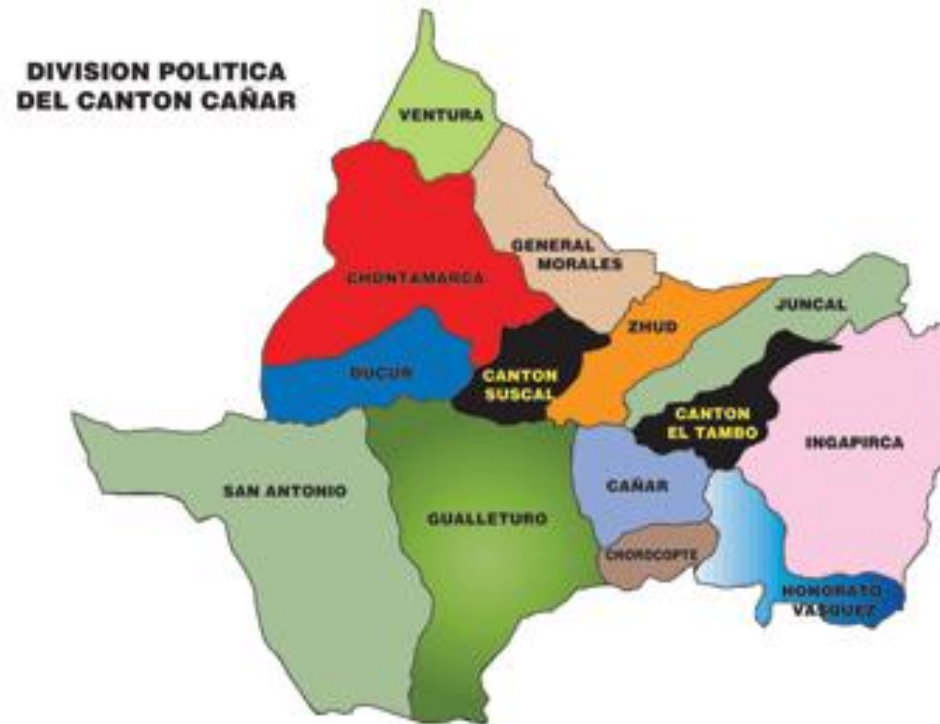 DIVISION POLITICA
DEL CANTON CAÑAR
VENTURA
GENERAL
MORALES
CHONTAMARCA
ZHUD
JUNCAL
DUCUR
CANTON
SUSCAL
CANTON
EL TAMBO
INGAPIRCA
SAN ANTONIO
GUALLETURO
CAÑAR
CHOROCOPTE
HONORATO
VASQUEZ